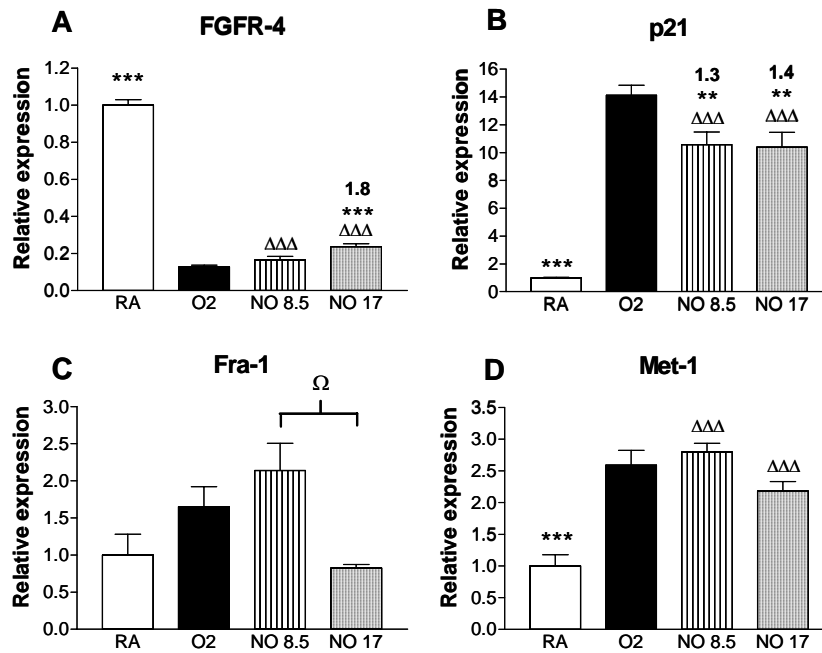 A
FGFR-4
Relative expression
1.2
1.0
0.8
0.6
0.4
0.2
0.0
***
ΔΔΔ
1.8
***
ΔΔΔ
RA O2 NO 8.5 NO 17
B
p21
Relative expression
16
14
12
10
8
6
4
2
0
***
1.3
**
ΔΔΔ
1.4
**
ΔΔΔ
RA O2 NO 8.5 NO 17
C
Fra-1
Relative expression
3.0
2.5
2.0
1.5
1.0
0.5
0.0
Ω
RA O2 NO 8.5 NO 17
D
Met-1
Relative expression
3.5
3.0
2.5
2.0
1.5
1.0
0.5
0.0
***
ΔΔΔ
ΔΔΔ
RA O2 NO 8.5 NO 17